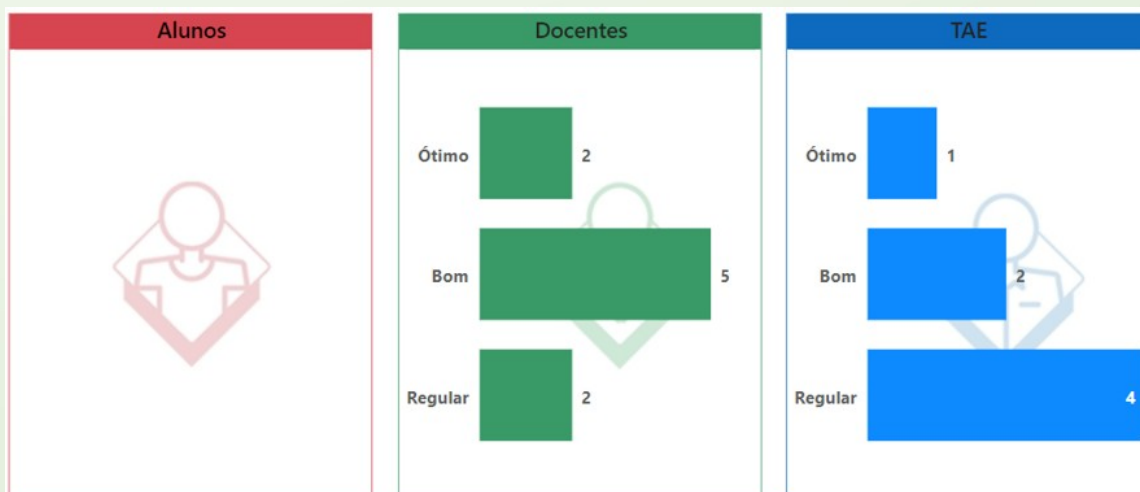 Alunos
Docentes
Ótimo 2
Bom 5
Regular 2
TAE
Ótimo 1
Bom 2
Regular 4